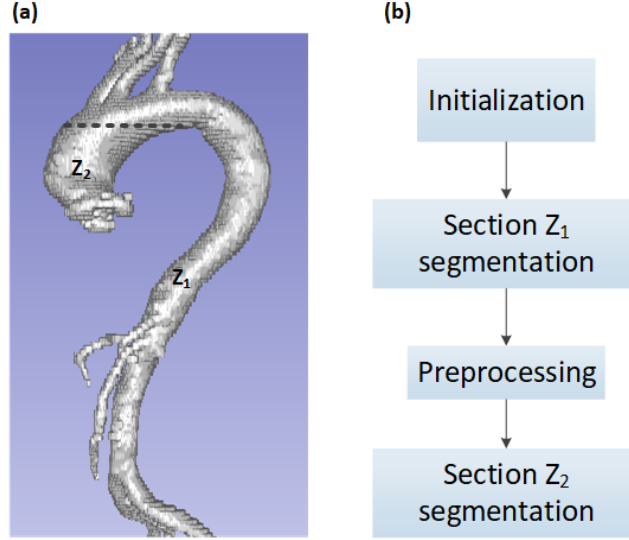 (a)
Z₂
Z₁
(b)
Initialization
Section Z₁
segmentation
Preprocessing
Section Z₂
segmentation